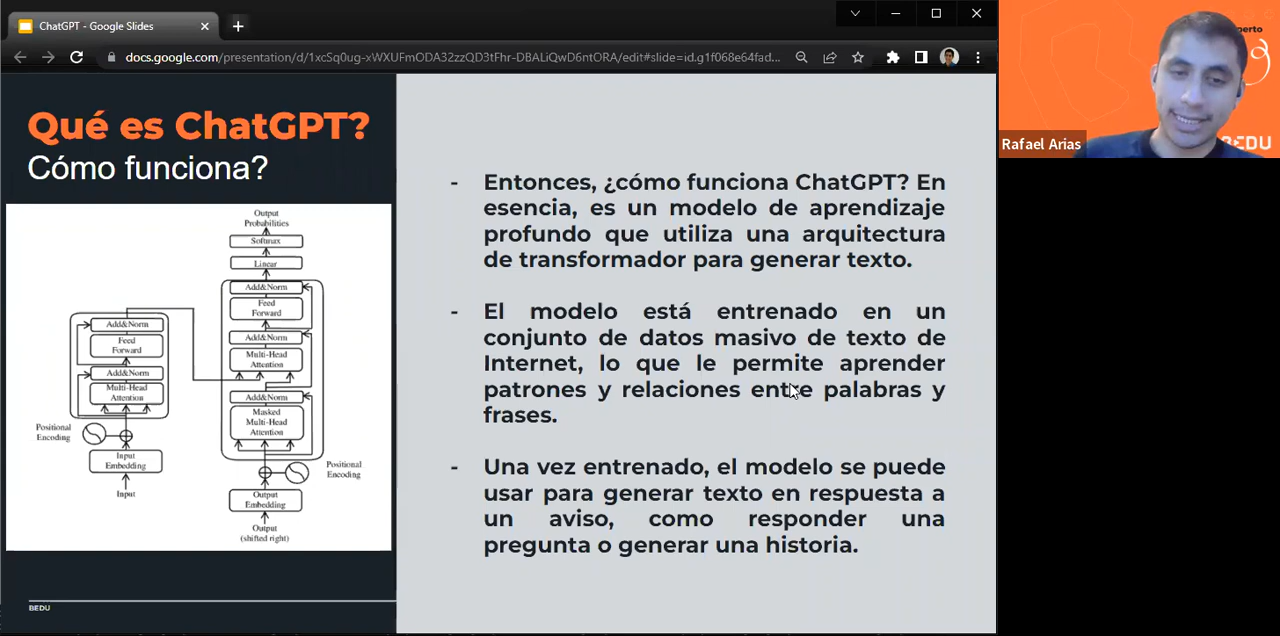 ChatGPT - Google Slides
docs.google.com/presentation/d/1xcSq0ug-xWXUFmODA32zzQD3tFhr-DBALiQwD6ntORA/edit#slide=id.g1f068e64fad...
Qué es ChatGPT?
Cómo funciona?
Output
Probabilities
Softmax
Linear
Add&Norm
Feed
Forward
Add&Norm
Multi-Head
Attention
Add&Norm
Masked
Multi-Head
Attention
Positional
Encoding
Output
Embedding
Output
(shifted right)
Add&Norm
Feed
Forward
Add&Norm
Multi-Head
Attention
Positional
Encoding
Input
Embedding
Input
BEDU
- Entonces, ¿cómo funciona ChatGPT? En
esencia, es un modelo de aprendizaje
profundo que utiliza una arquitectura
de transformador para generar texto.
- El modelo está entrenado en un
conjunto de datos masivo de texto de
Internet, lo que le permite aprender
patrones y relaciones entre palabras y
frases.
- Una vez entrenado, el modelo se puede
usar para generar texto en respuesta a
un aviso, como responder una
pregunta o generar una historia.
Rafael Arias
BEDU